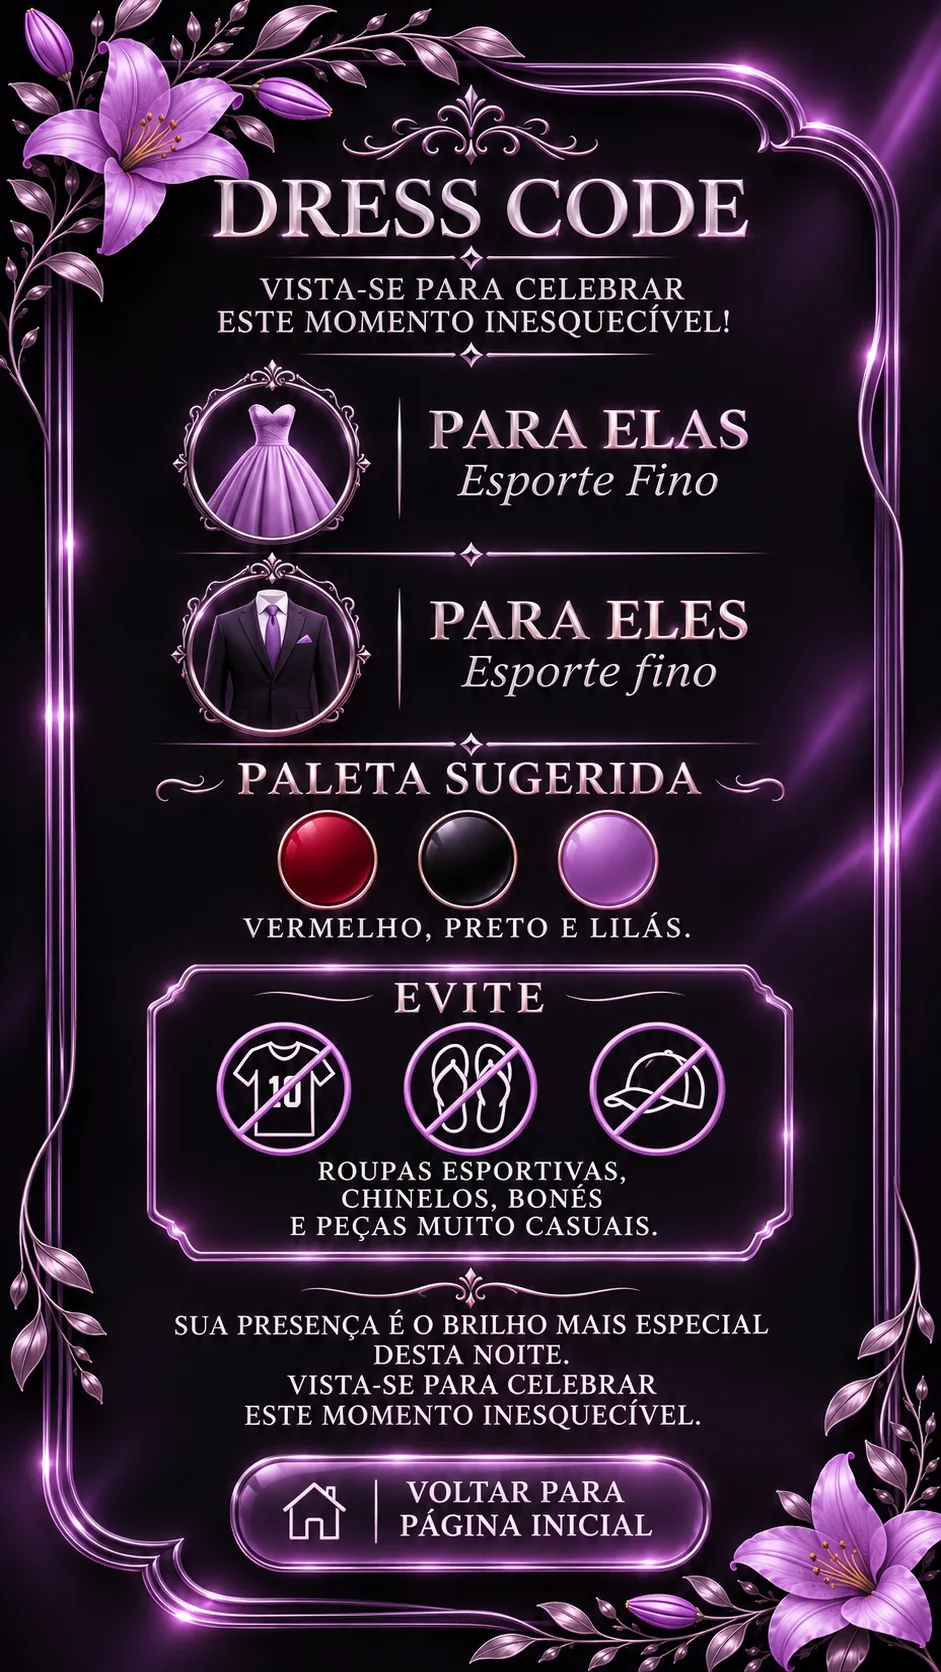 DRESS CODE
VISTA-SE PARA CELEBRAR
ESTE MOMENTO INESQUECÍVEL!
PARA ELAS
Esporte Fino
PARA ELES
Esporte fino
PALETA SUGERIDA
VERMELHO, PRETO E LILÁS.
EVITE
10
ROUPAS ESPORTIVAS,
CHINELOS, BONÉS
E PEÇAS MUITO CASUAIS.
SUA PRESENÇA É O BRILHO MAIS ESPECIAL
DESTA NOITE.
VISTA-SE PARA CELEBRAR
ESTE MOMENTO INESQUECÍVEL.
VOLTAR PARA
PÁGINA INICIAL